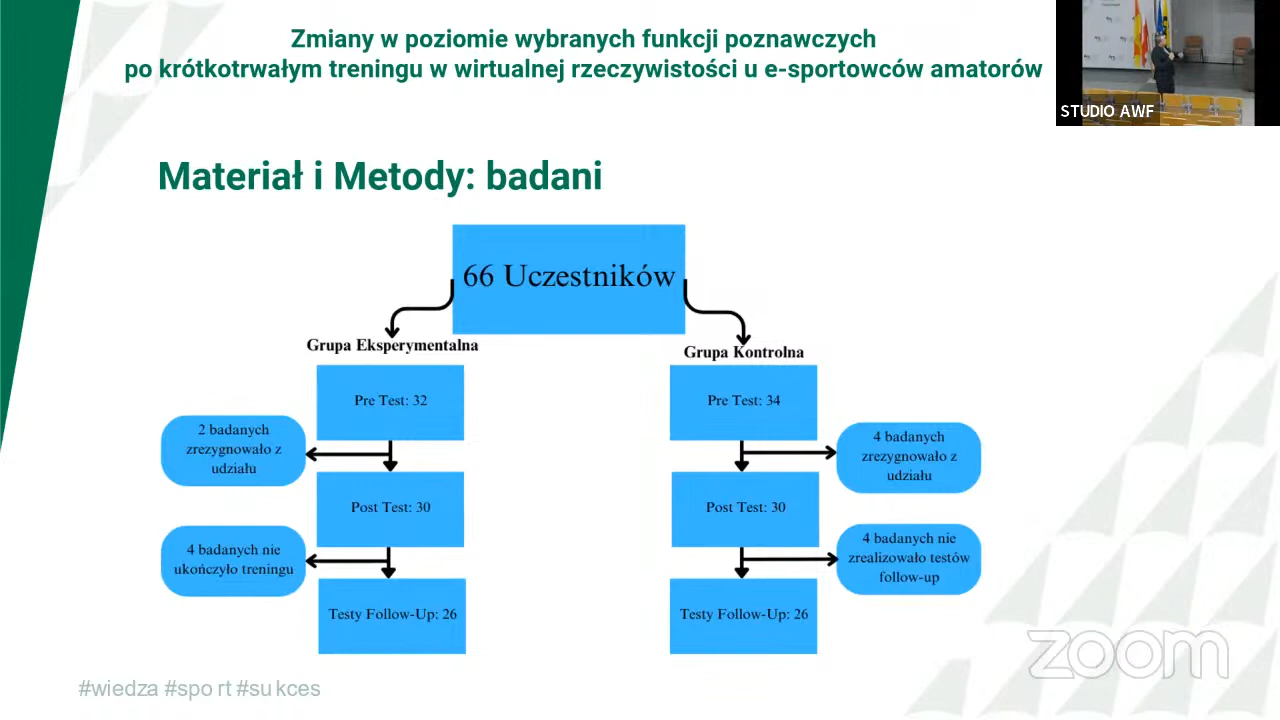 Zmiany w poziomie wybranych funkcji poznawczych
po krótkotrwałym treningu w wirtualnej rzeczywistości u e-sportowców amatorów
STUDIO AWF
Materiał i Metody: badani
66 Uczestników
Grupa Eksperymentalna
Grupa Kontrolna
Pre Test: 32
Pre Test: 34
2 badanych
zrezygnowało z
udziału
4 badanych
zrezygnowało z
udziału
Post Test: 30
Post Test: 30
4 badanych nie
ukończyło treningu
4 badanych nie
zrealizowało testów
follow-up
Testy Follow-Up: 26
Testy Follow-Up: 26
zoom
#wiedza #spo rt #su kces